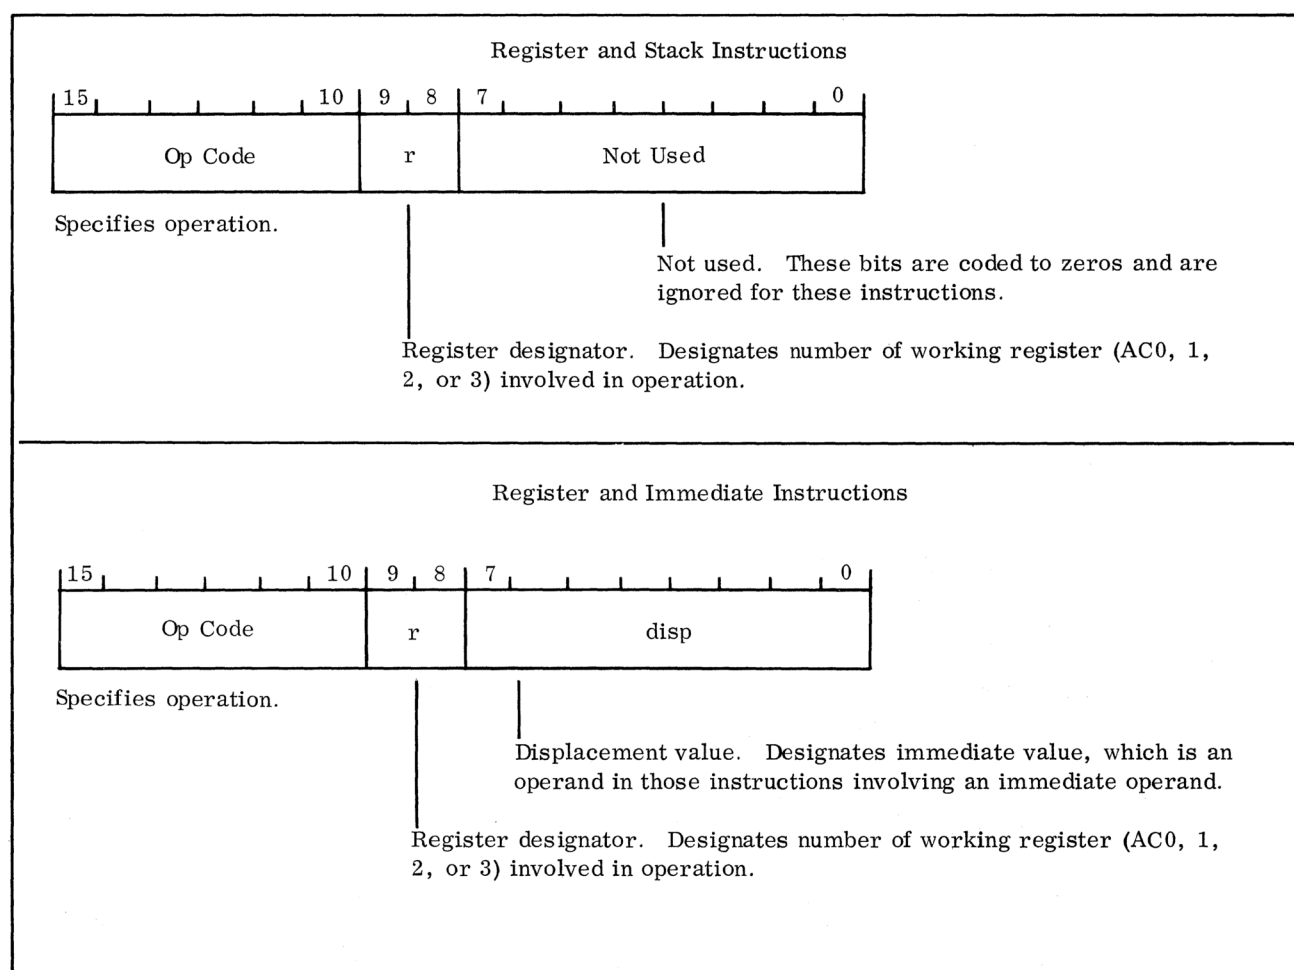 Register and Stack Instructions
15 10 9 8 7 0
Op Code r Not Used
Specifies operation.
Not used. These bits are coded to zeros and are
ignored for these instructions.
Register designator. Designates number of working register (AC0, 1,
2, or 3) involved in operation.
Register and Immediate Instructions
15 10 9 8 7 0
Op Code r disp
Specifies operation.
Displacement value. Designates immediate value, which is an
operand in those instructions involving an immediate operand.
Register designator. Designates number of working register (AC0, 1,
2, or 3) involved in operation.